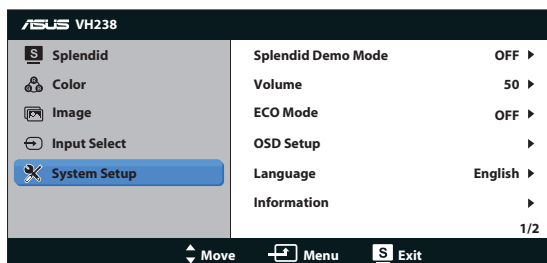 ASUS VH238
S Splendid
Color
Image
Input Select
System Setup
Splendid Demo Mode OFF
Volume 50
ECO Mode OFF
OSD Setup
Language English
Information
1/2
Move Menu S Exit